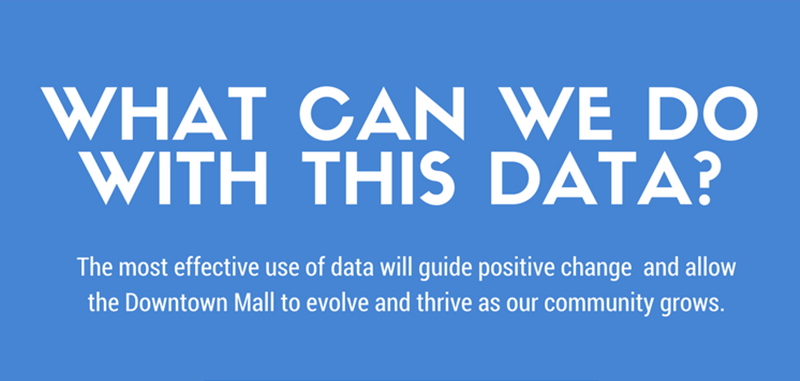 WHAT CAN WE DO
WITH THIS DATA?
The most effective use of data will guide positive change and allow
the Downtown Mall to evolve and thrive as our community grows.